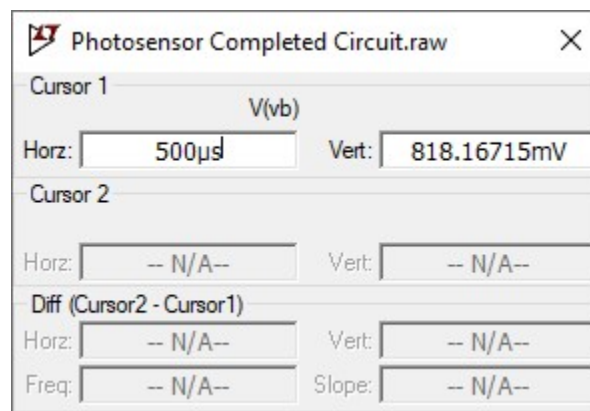 Photosensor Completed Circuit.raw
Cursor 1
V(vb)
Horz: 500µs Vert: 818.16715mV
Cursor 2
Horz: -- N/A-- Vert: -- N/A--
Diff (Cursor2 - Cursor1)
Horz: -- N/A-- Vert: -- N/A--
Freq: -- N/A-- Slope: -- N/A--